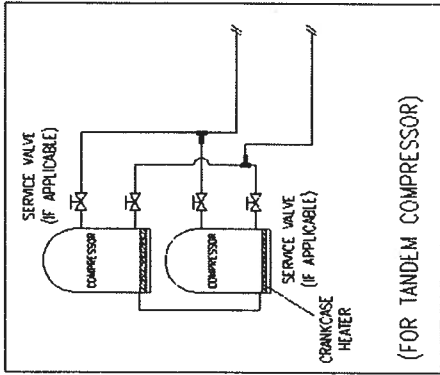 SERVICE VALVE
(IF APPLICABLE)
COMPRESSOR
COMPRESSOR
SERVICE VALVE
(IF APPLICABLE)
CRANKCASE
HEATER
(FOR TANDEM COMPRESSOR)